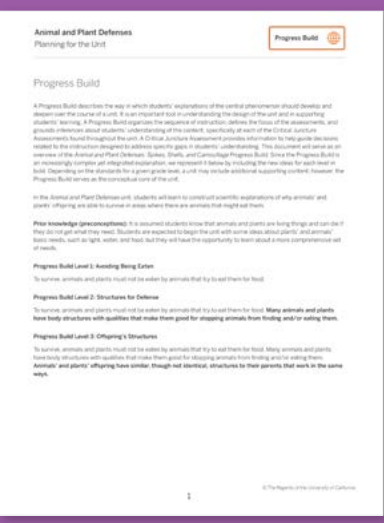 Animal and Plant Defenses
Planning for the Unit
Progress Build
Progress Build
A Progress Build describes the way in which students' explanations of the central phenomenon should develop and
deepen over the course of a unit. It is an important tool in understanding the design of the unit and in supporting
students' learning. A Progress Build organizes the sequence of instruction, defines the focus of the assessments, and
grounds inferences about students' understanding of the content, specifically at each of the Critical Juncture
Assessments found throughout the unit. A Critical Juncture Assessment provides information to help guide decisions
related to the instruction designed to address specific gaps in students' understanding. This document will serve as an
overview of the Animal and Plant Defenses: Spikes, Shells, and Camouflage Progress Build. Since the Progress Build is
an increasingly complex yet integrated explanation, we represent it below by including the new ideas for each level in
bold. Depending on the standards for a given grade level, a unit may include additional supporting content; however, the
Progress Build serves as the conceptual core of the unit.
In the Animal and Plant Defenses unit, students will learn to construct scientific explanations of why animals' and
plants' offspring are able to survive in areas where there are animals that might eat them.
Prior knowledge (preconceptions): It is assumed students know that animals and plants are living things and can die if
they do not get what they need. Students are expected to begin the unit with some ideas about plants' and animals'
basic needs, such as light, water, and food, but they will have the opportunity to learn about a more comprehensive set
of needs.
Progress Build Level 1: Avoiding Being Eaten
To survive, animals and plants must not be eaten by animals that try to eat them for food.
Progress Build Level 2: Structures for Defense
To survive, animals and plants must not be eaten by animals that try to eat them for food. Many animals and plants
have body structures with qualities that make them good for stopping animals from finding and/or eating them.
Progress Build Level 3: Offspring's Structures
To survive, animals and plants must not be eaten by animals that try to eat them for food. Many animals and plants
have body structures with qualities that make them good for stopping animals from finding and/or eating them.
Animals' and plants' offspring have similar, though not identical, structures to their parents that work in the same
ways.
© The Regents of the University of California
1